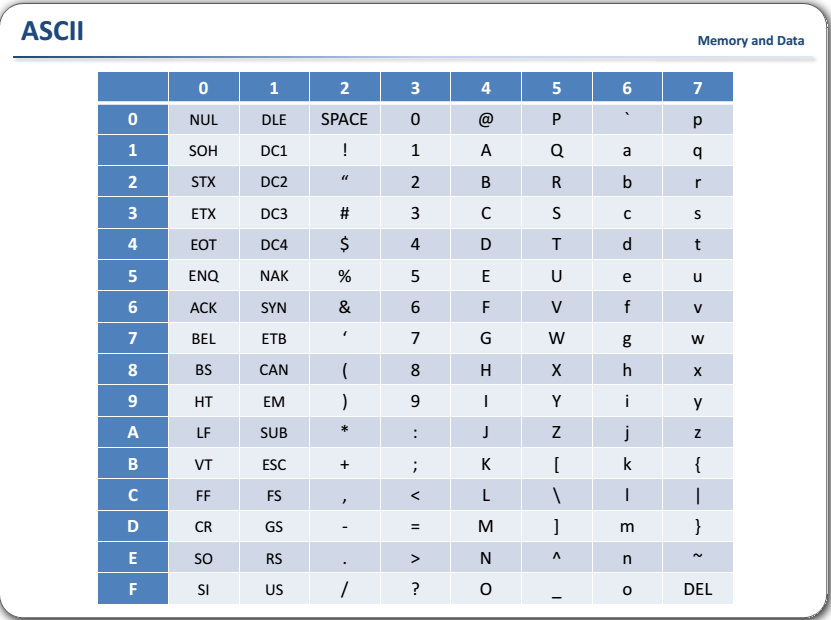 ASCII
Memory and Data
0 1 2 3 4 5 6 7
0 NUL DLE SPACE 0 @ P ` p
1 SOH DC1 ! 1 A Q a q
2 STX DC2 “ 2 B R b r
3 ETX DC3 # 3 C S c s
4 EOT DC4 $ 4 D T d t
5 ENQ NAK % 5 E U e u
6 ACK SYN & 6 F V f v
7 BEL ETB ‘ 7 G W g w
8 BS CAN ( 8 H X h x
9 HT EM ) 9 I Y i y
A LF SUB * : J Z j z
B VT ESC + ; K [ k {
C FF FS , < L \ l |
D CR GS - = M ] m }
E SO RS . > N ^ n ~
F SI US / ? O _ o DEL